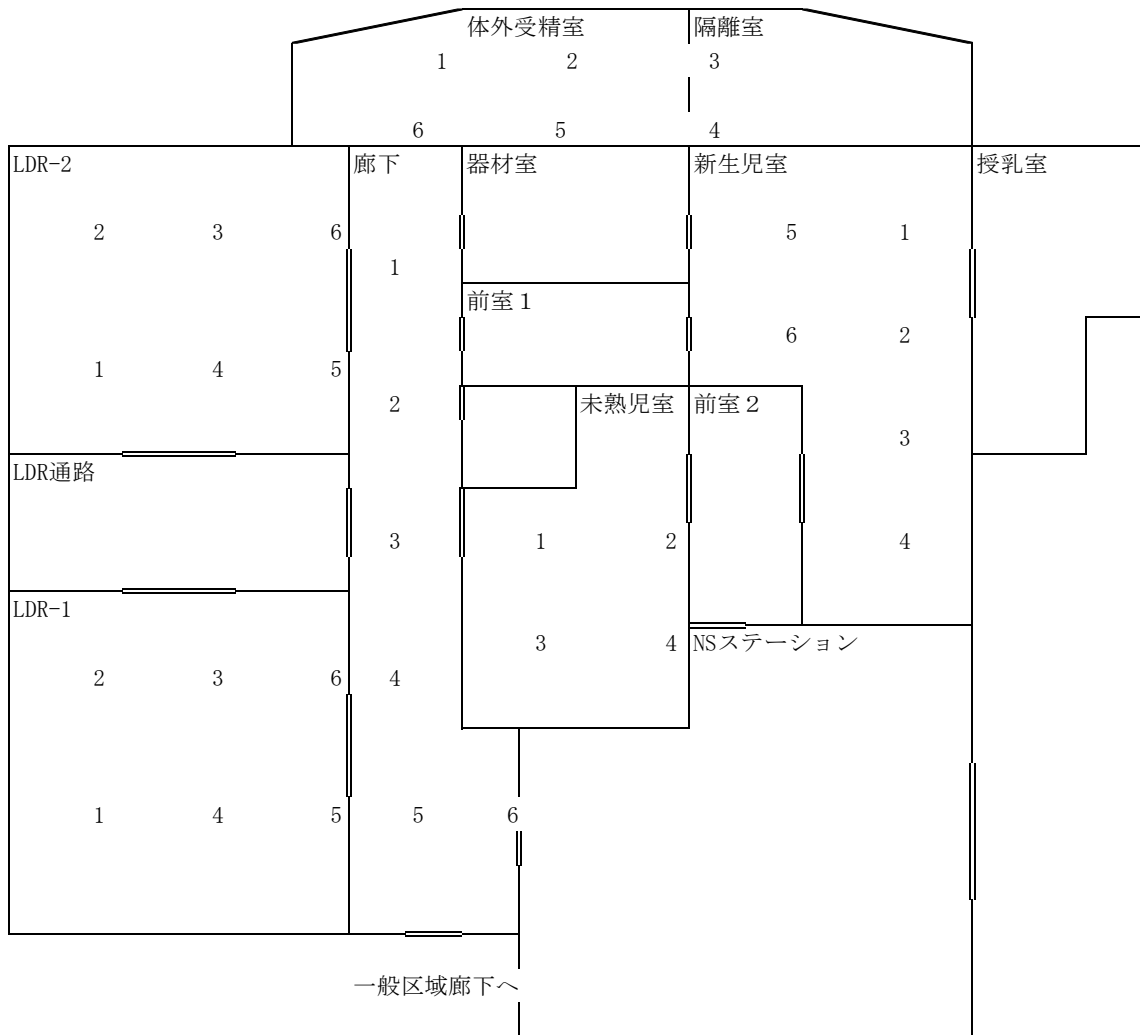 体外受精室 隔離室
1 2 3
6 5 4
LDR-2 廊下 器材室 新生児室 授乳室
2 3 6 5 1
1
前室１
6 2
1 4 5
2 未熟児室 前室２
3
LDR通路
3 1 2 4
LDR-1
3 4 NSステーション
2 3 6 4
1 4 5 5 6
一般区域廊下へ